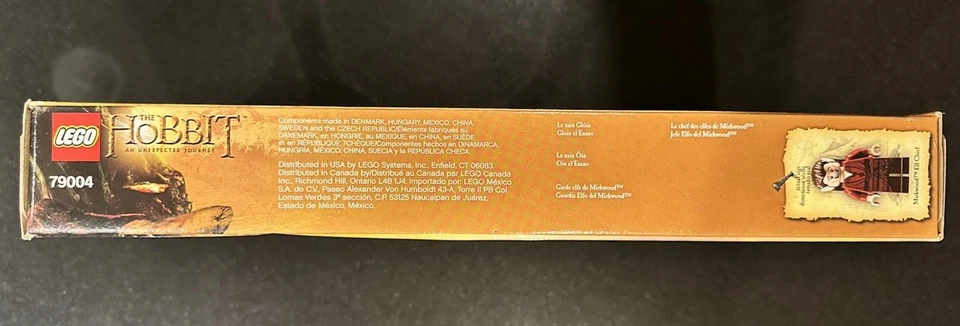 LEGO
THE
HOBBIT
AN UNEXPECTED JOURNEY
79004
Components made in DENMARK, HUNGARY, MEXICO, CHINA,
SWEDEN and the CZECH REPUBLIC/Éléments fabriqués au
DANEMARK, en HONGRIE, au MEXIQUE, en CHINA, en SUÈDE
et en RÉPUBLIQUE TCHÈQUE/Componentes hechos en DINAMARCA,
HUNGRÍA, MÉXICO, CHINA, SUECIA y la REPÚBLICA CHECA.
Distributed in USA by LEGO Systems, Inc., Enfield, CT 06083.
Distributed in Canada by/Distribué au Canada par LEGO Canada
Inc., Richmond Hill, Ontario L4B 1J4. Importado por: LEGO México
S.A. de C.V., Paseo Alexander Von Humboldt 43-A, Torre II PB Col.
Lomas Verdes 3ª sección, C.P. 53125 Naucalpan de Juárez,
Estado de México, México.
Le nain Glóin
Glóin el Enano
Le nain Óin
Óin el Enano
Garde elfe de Mirkwood™
Guardia Elfo del Mirkwood™
Le chef des elfes de Mirkwood™
Jefe Elfo del Mirkwood™
Mirkwood™ Elf Chief